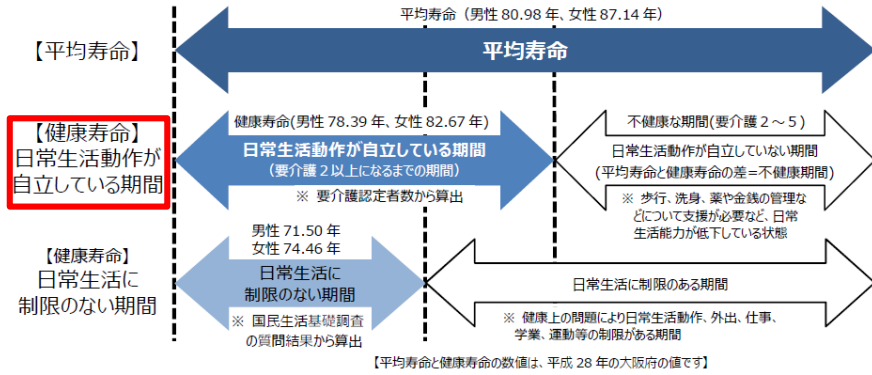 平均寿命（男性 80.98 年、女性 87.14 年）
【平均寿命】
平均寿命
【健康寿命】
日常生活動作が
自立している期間
健康寿命(男性 78.39 年、女性 82.67 年)
日常生活動作が自立している期間
（要介護２以上になるまでの期間）
※ 要介護認定者数から算出
不健康な期間(要介護２～５)
日常生活動作が自立していない期間
(平均寿命と健康寿命の差=不健康期間)
※ 歩行、洗身、薬や金銭の管理な
どについて支援が必要など、日常
生活能力が低下している状態
【健康寿命】
日常生活に
制限のない期間
男性 71.50 年
女性 74.46 年
日常生活に
制限のない期間
※ 国民生活基礎調査
の質問結果から算出
日常生活に制限のある期間
※ 健康上の問題により日常生活動作、外出、仕事、
学業、運動等の制限がある期間
【平均寿命と健康寿命の数値は、平成 28 年の大阪府の値です】